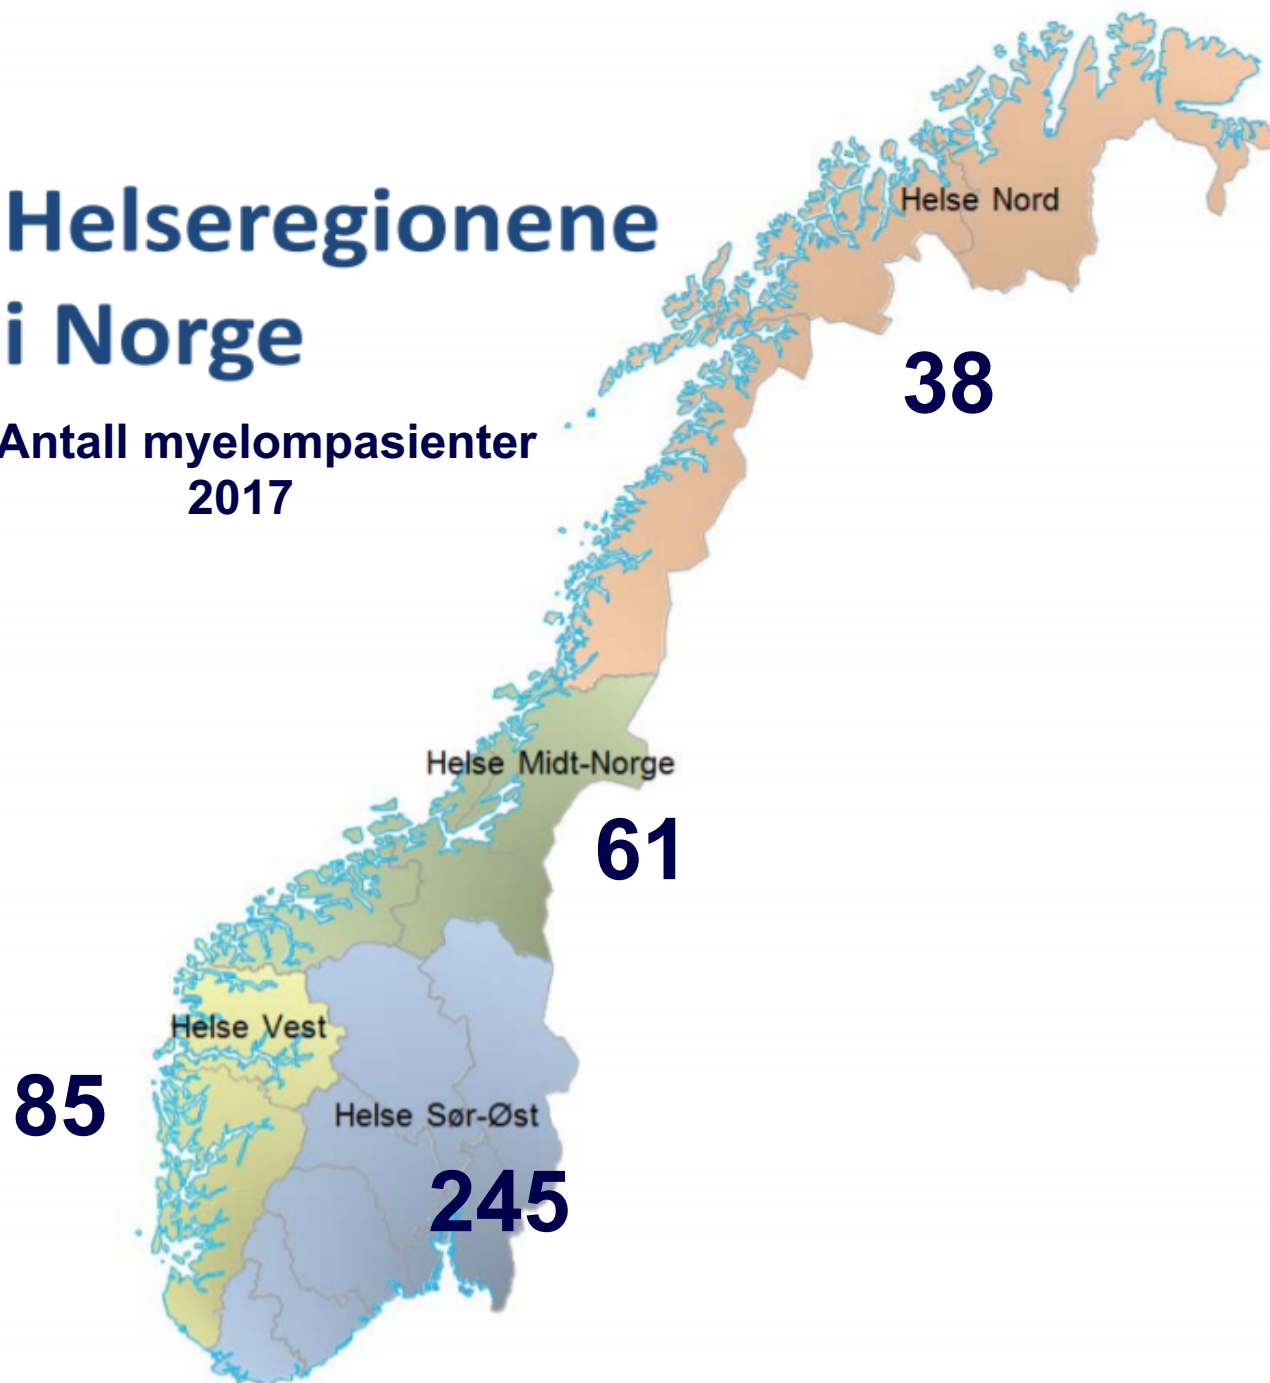 Helseregionene
i Norge
Antall myelompasienter
2017
Helse Nord
38
Helse Midt-Norge
61
Helse Vest
85
Helse Sør-Øst
245